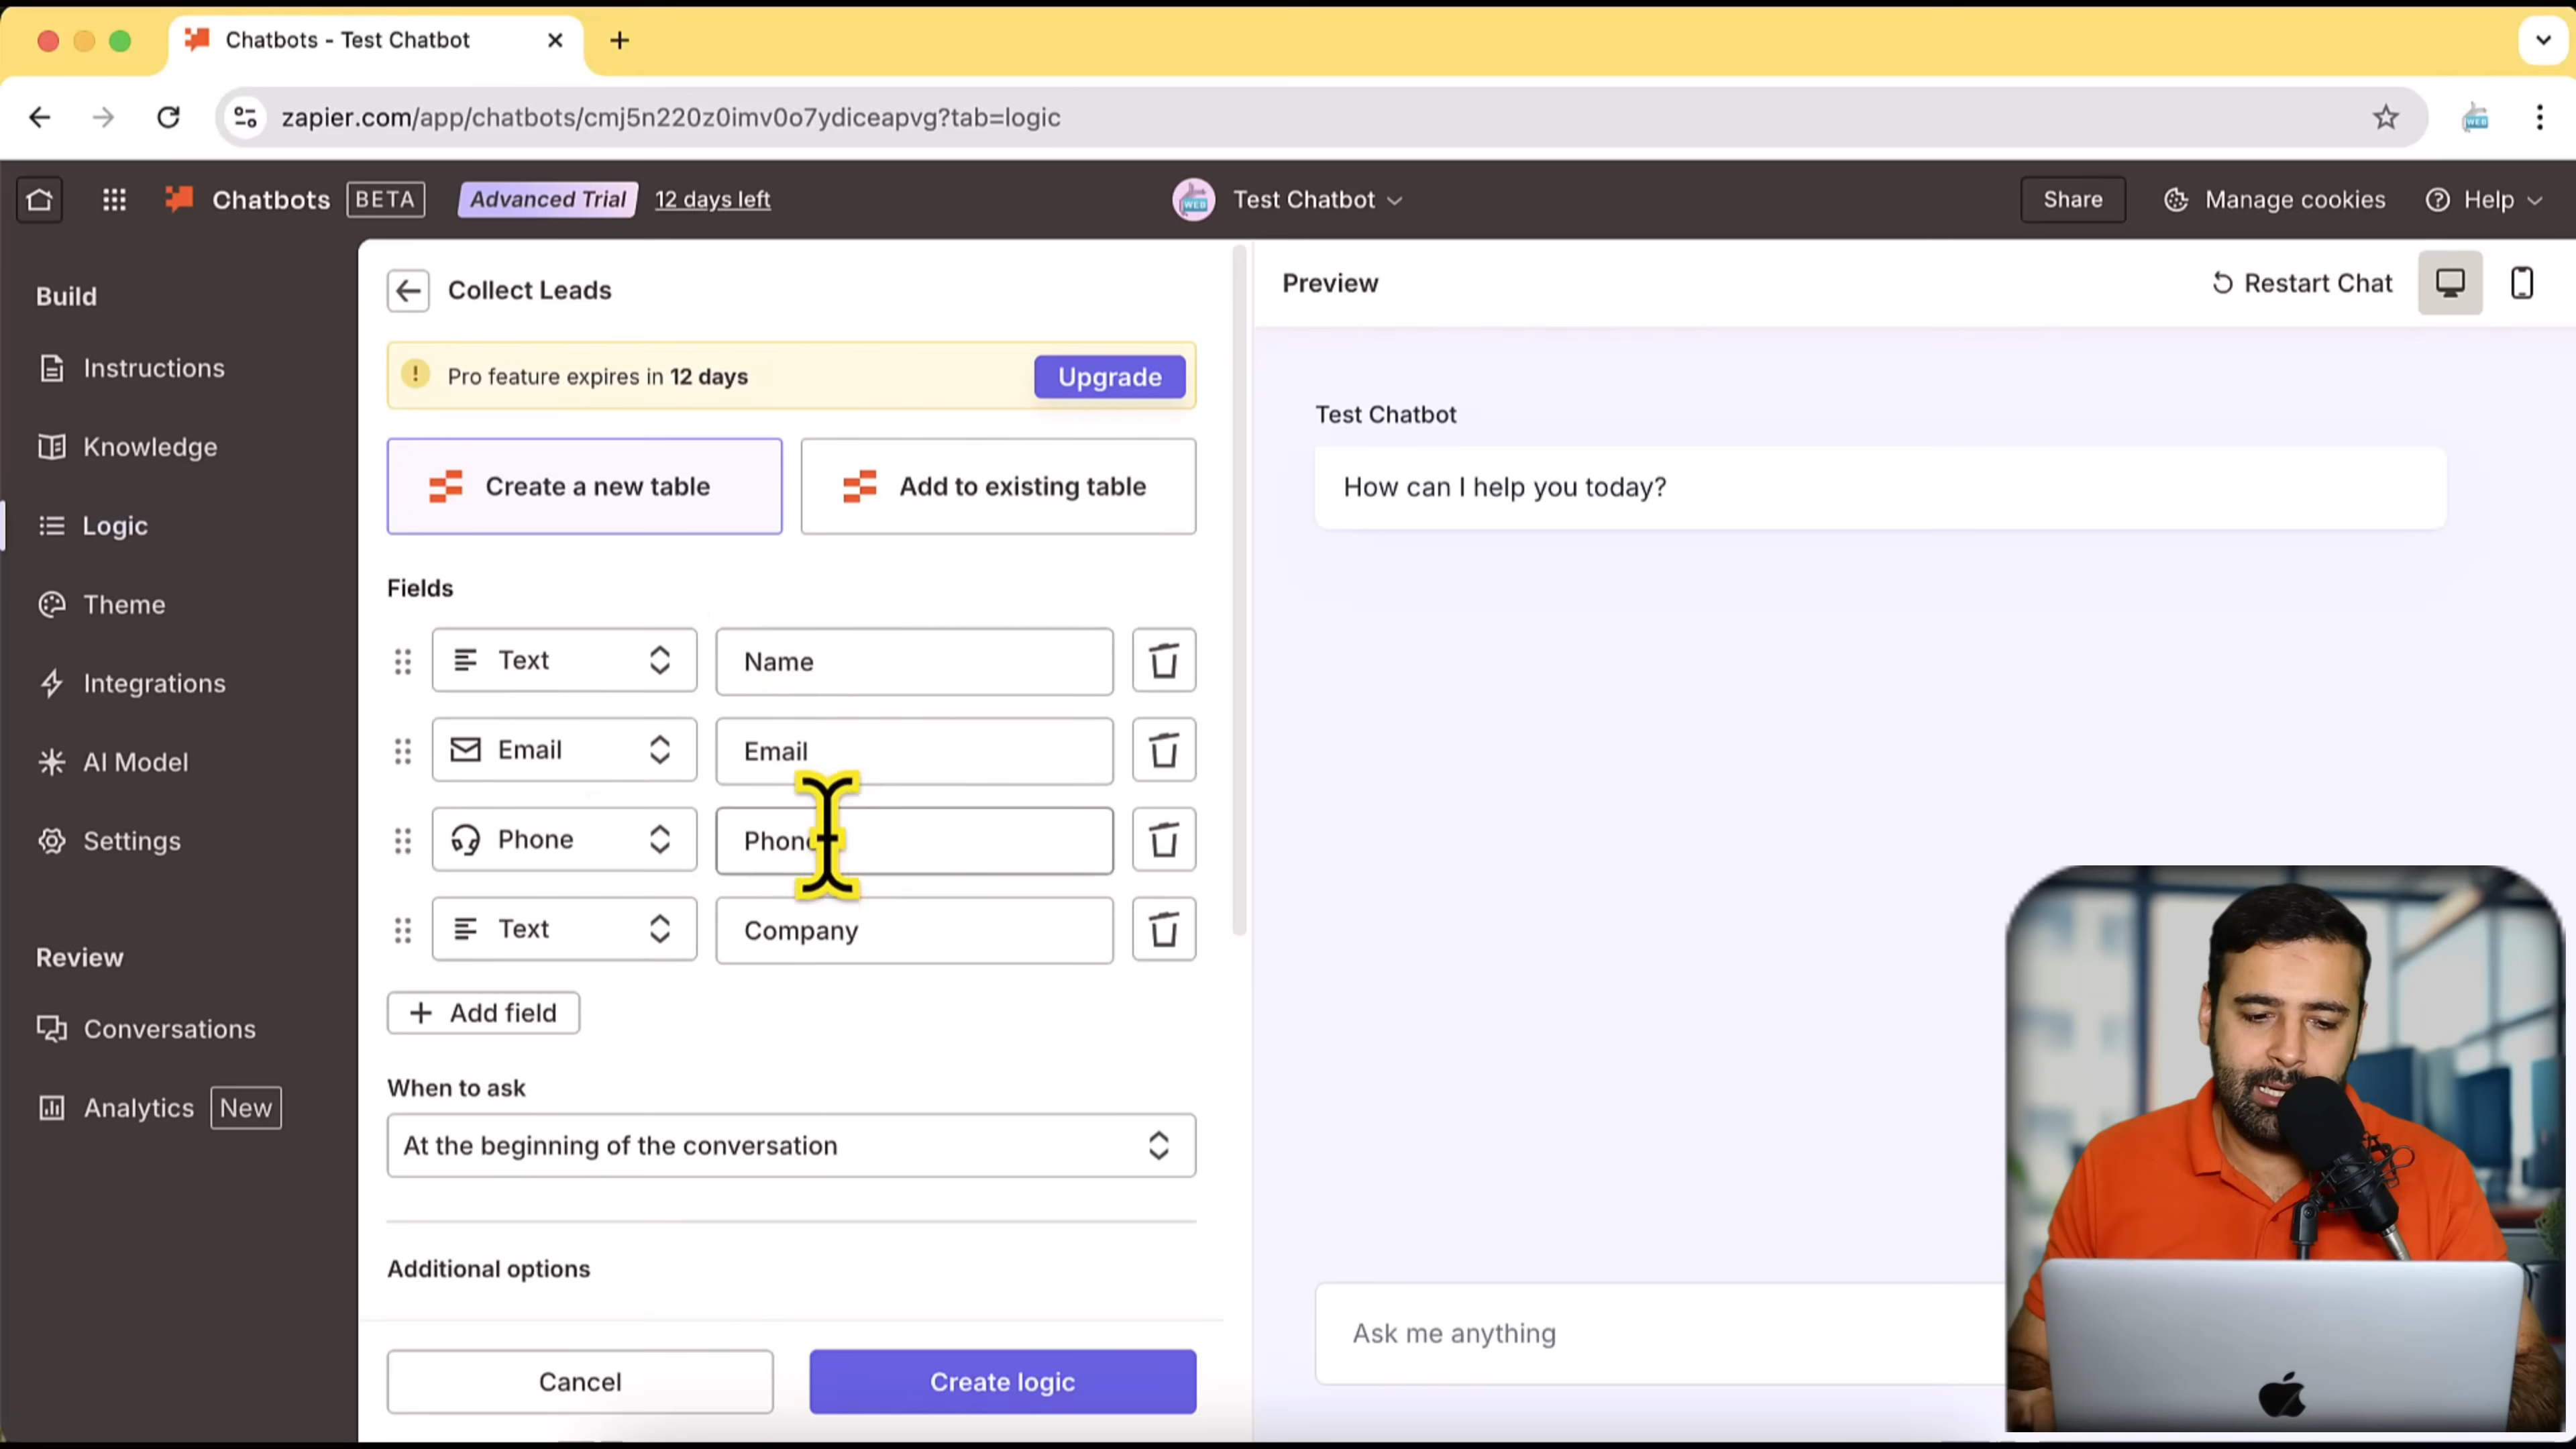 Chatbots - Test Chatbot
zapier.com/app/chatbots/cmj5n220z0imv0o7ydiceapvg?tab=logic
WEB
Chatbots BETA Advanced Trial 12 days left WEB Test Chatbot Share Manage cookies Help
Build
Instructions
Knowledge
Logic
Theme
Integrations
AI Model
Settings
Review
Conversations
Analytics New
Collect Leads
Pro feature expires in 12 days Upgrade
Create a new table Add to existing table
Fields
Text Name
Email Email
Phone Phone
Text Company
Add field
When to ask
At the beginning of the conversation
Additional options
Cancel Create logic
Preview Restart Chat
Test Chatbot
How can I help you today?
Ask me anything